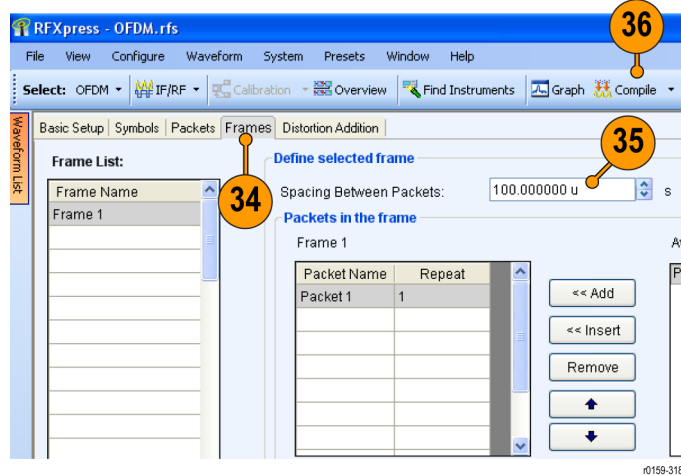 RFXpress - OFDM.rfs
36
File View Configure Waveform System Presets Window Help
Select: OFDM IF/RF Calibration Overview Find Instruments Graph Compile
Waveform List
Basic Setup Symbols Packets Frames Distortion Addition
35
Frame List:
Define selected frame
34
Frame Name
Spacing Between Packets: 100.000000 u s
Frame 1
Packets in the frame
Frame 1
Packet Name Repeat
Packet 1 1
<< Add
<< Insert
Remove
r0159-318